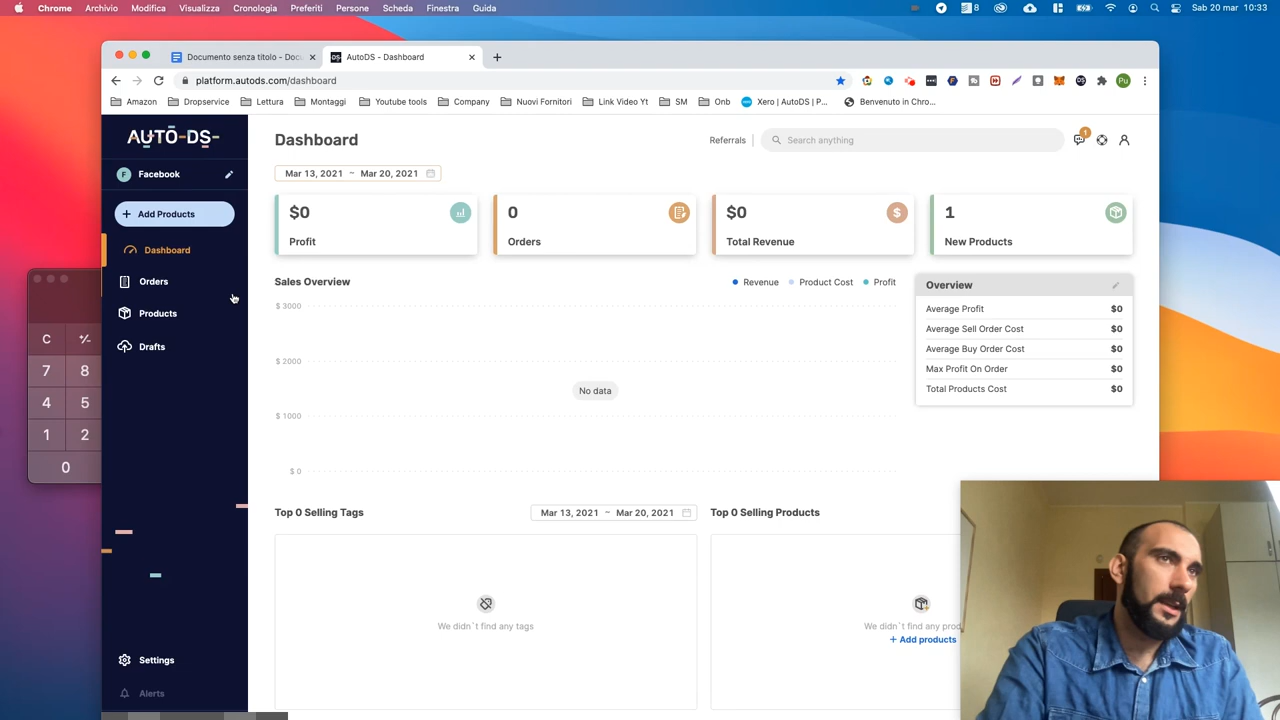 Chrome Archivio Modifica Visualizza Cronologia Preferiti Persone Scheda Finestra Guida
8 Sab 20 mar 10:33
Documento senza titolo - Docu
AutoDS - Dashboard
platform.autods.com/dashboard
Pu
Amazon Dropservice Lettura Montaggi Youtube tools Company Nuovi Fornitori Link Video Yt SM Onb Xero | AutoDS | P... Benvenuto in Chro...
AUTO-DS
Dashboard
Referrals
Search anything
1
F Facebook
Mar 13, 2021 ~ Mar 20, 2021
+ Add Products
Dashboard
Orders
Products
Drafts
Settings
Alerts
$0
Profit
0
Orders
$0
Total Revenue
1
New Products
Sales Overview
Revenue Product Cost Profit
$ 3000
$ 2000
$ 1000
$ 0
No data
Overview
Average Profit $0
Average Sell Order Cost $0
Average Buy Order Cost $0
Max Profit On Order $0
Total Products Cost $0
Top 0 Selling Tags
Mar 13, 2021 ~ Mar 20, 2021
Top 0 Selling Products
We didn`t find any tags
We didn`t find any prod
+ Add products
C +/-
7 8
4 5
1 2
0